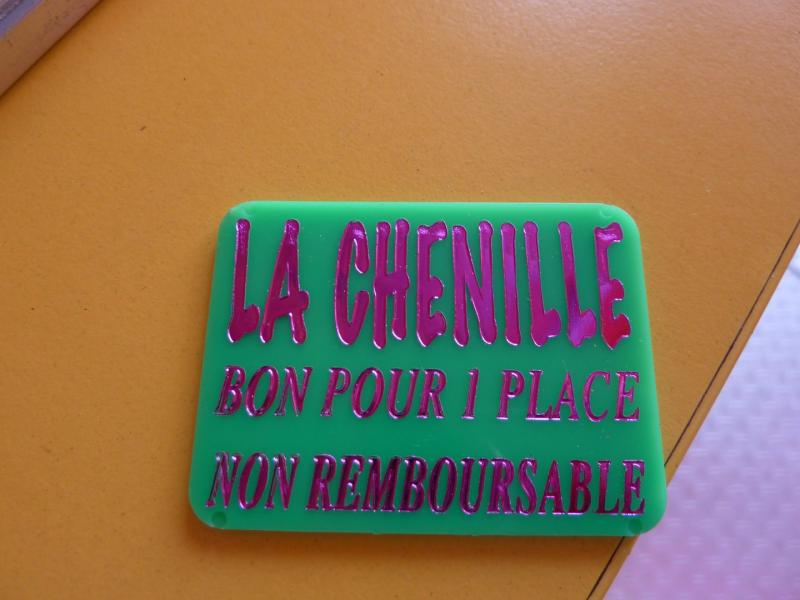 LA CHENILLE
BON POUR 1 PLACE
NON REMBOURSABLE